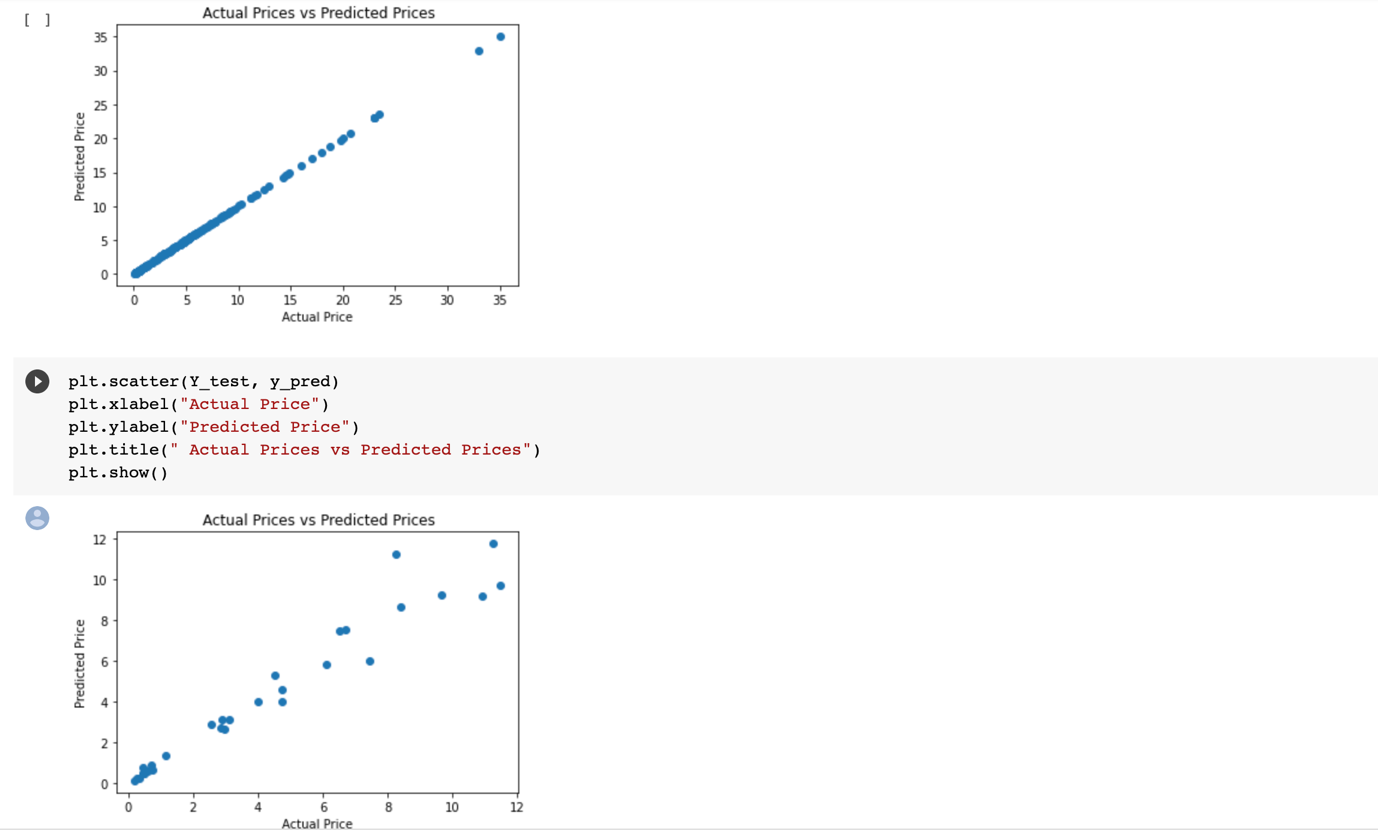 Actual Prices vs Predicted Prices
[ ]
35
30
25
20
15
10
5
0
Predicted Price
0 5 10 15 20 25 30 35
Actual Price
plt.scatter(Y_test, y_pred)
plt.xlabel("Actual Price")
plt.ylabel("Predicted Price")
plt.title(" Actual Prices vs Predicted Prices")
plt.show()
Actual Prices vs Predicted Prices
12
10
8
6
4
2
0
Predicted Price
0 2 4 6 8 10 12
Actual Price